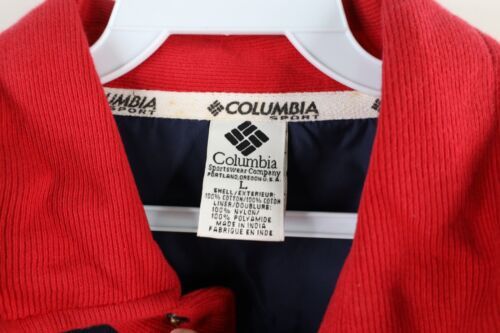 UMBIA
SPORT
COLUMBIA
SPORT
Columbia
Sportswear Company
PORTLAND, OREGON U.S.A.
L
SHELL/EXTERIEUR:
100% COTTON/100% COTON
LINER/DOUBLURE:
100% NYLON/
100% POLYAMIDE
MADE IN INDIA
FABRIQUE EN INDE